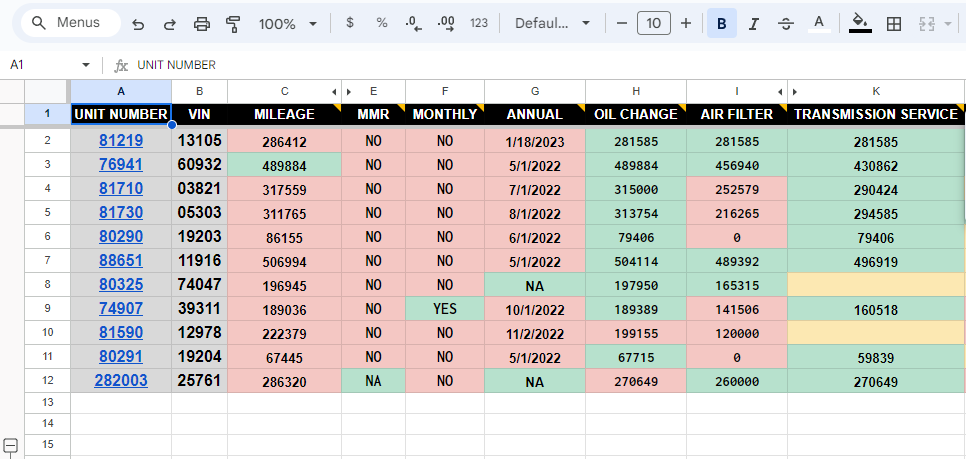 Menus 100% $ % .0 .00 123 Defaul... − 10 + B I S A
A1 fx UNIT NUMBER
A B C E F G H I K
1 UNIT NUMBER VIN MILEAGE MMR MONTHLY ANNUAL OIL CHANGE AIR FILTER TRANSMISSION SERVICE
2 81219 13105 286412 NO NO 1/18/2023 281585 281585 281585
3 76941 60932 489884 NO NO 5/1/2022 489884 456940 430862
4 81710 03821 317559 NO NO 7/1/2022 315000 252579 290424
5 81730 05303 311765 NO NO 8/1/2022 313754 216265 294585
6 80290 19203 86155 NO NO 6/1/2022 79406 0 79406
7 88651 11916 506994 NO NO 5/1/2022 504114 489392 496919
8 80325 74047 196945 NO NO NA 197950 165315
9 74907 39311 189036 NO YES 10/1/2022 189389 141506 160518
10 81590 12978 222379 NO NO 11/2/2022 199155 120000
11 80291 19204 67445 NO NO 5/1/2022 67715 0 59839
12 282003 25761 286320 NA NO NA 270649 260000 270649
13
14
15